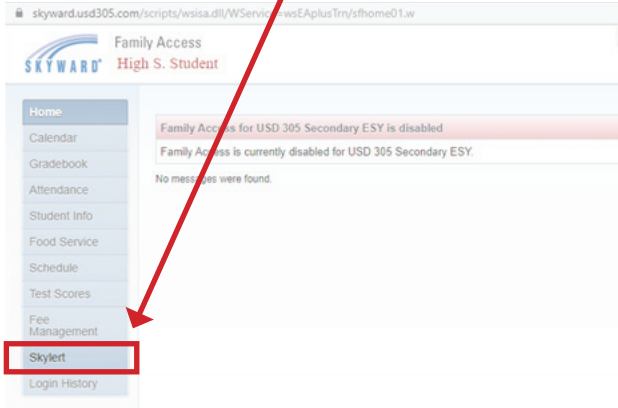 skyward.usd305.com/scripts/wsisa.dll/WService=wsEAplusTrn/sfhome01.w
SKYWARD®
Family Access
High S. Student
Home
Calendar
Gradebook
Attendance
Student Info
Food Service
Schedule
Test Scores
Fee
Management
Skylert
Login History
Family Access for USD 305 Secondary ESY is disabled
Family Access is currently disabled for USD 305 Secondary ESY.
No messages were found.